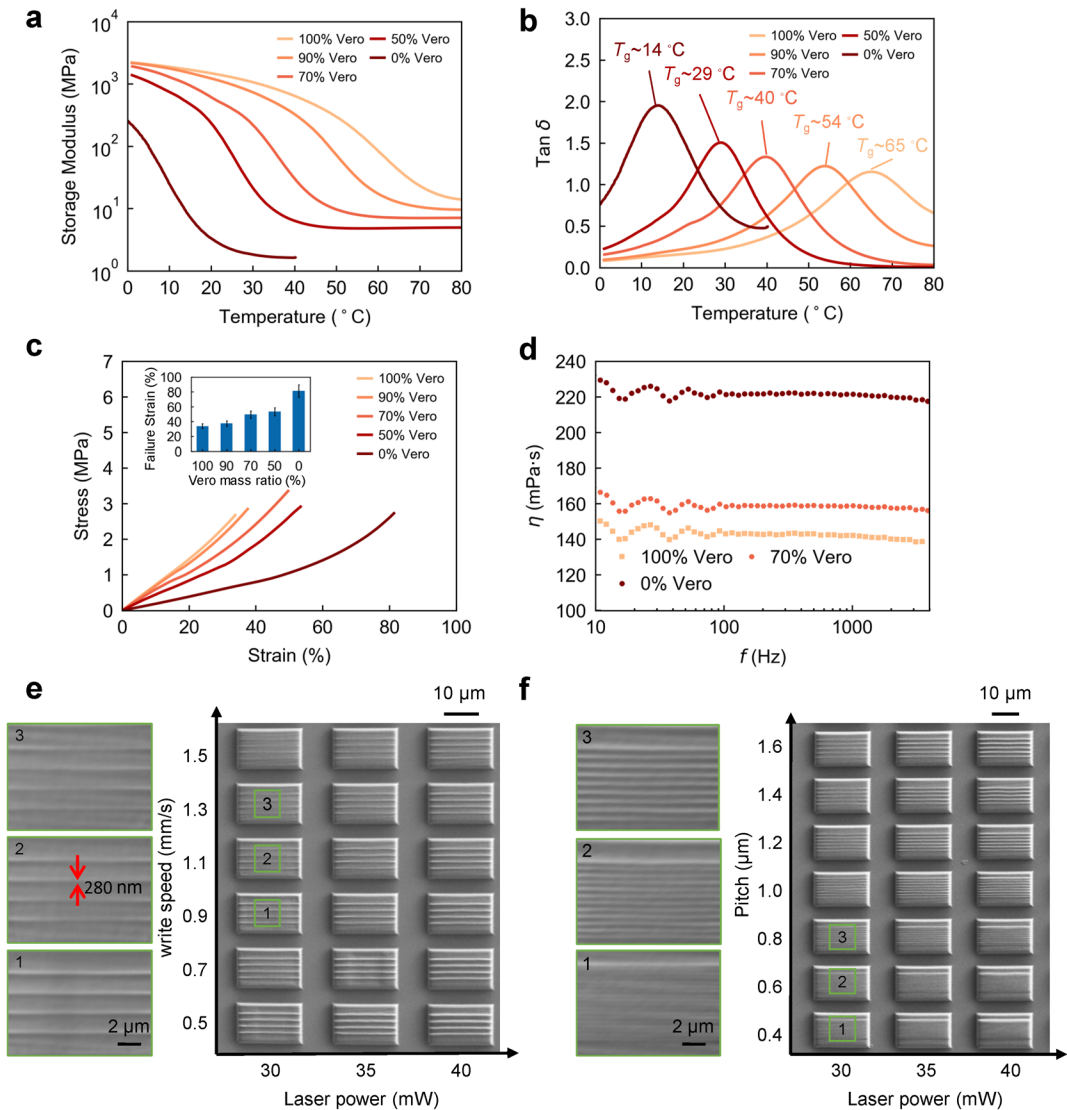 a
Storage Modulus (MPa)
10⁴
10³
10²
10¹
10⁰
100% Vero
90% Vero
70% Vero
50% Vero
0% Vero
0 10 20 30 40 50 60 70 80
Temperature (°C)
b
Tan δ
3.0
2.5
2.0
1.5
1.0
0.5
0.0
100% Vero
90% Vero
70% Vero
50% Vero
0% Vero
Tg~14 °C
Tg~29 °C
Tg~40 °C
Tg~54 °C
Tg~65 °C
0 10 20 30 40 50 60 70 80
Temperature (°C)
c
Stress (MPa)
7
6
5
4
3
2
1
0
Failure Strain (%)
100
80
60
40
20
0
100 90 70 50 0
Vero mass ratio (%)
100% Vero
90% Vero
70% Vero
50% Vero
0% Vero
0 20 40 60 80 100
Strain (%)
d
η (mPa·s)
240
220
200
180
160
140
120
100
100% Vero
70% Vero
0% Vero
10 100 1000
f (Hz)
e
10 μm
3
2
280 nm
1
2 μm
write speed (mm/s)
1.5
1.3
1.1
0.9
0.7
0.5
3
2
1
30 35 40
Laser power (mW)
f
10 μm
3
2
1
2 μm
Pitch (μm)
1.6
1.4
1.2
1.0
0.8
0.6
0.4
3
2
1
30 35 40
Laser power (mW)